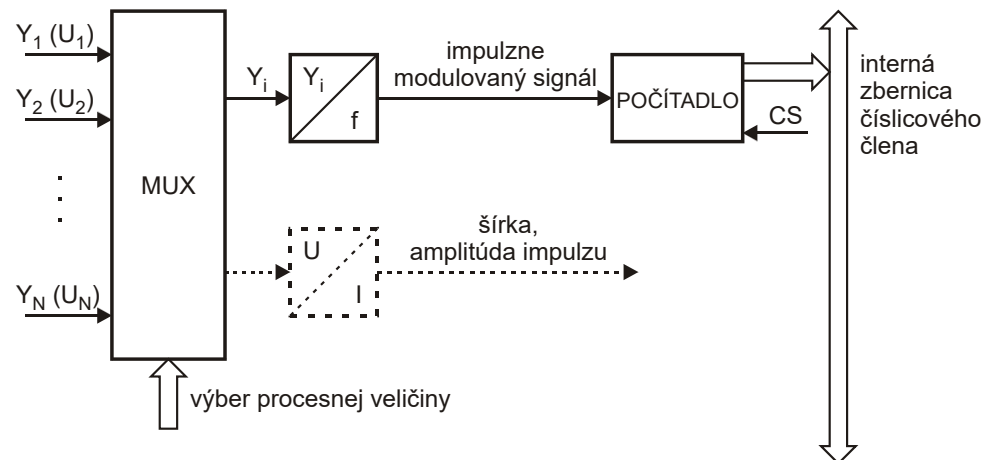 Y1 (U1)
Y2 (U2)
YN (UN)
MUX
Yi
Yi
f
impulzne
modulovaný signál
POČÍTADLO
CS
interná
zbernica
číslicového
člena
U
I
šírka,
amplitúda impulzu
výber procesnej veličiny